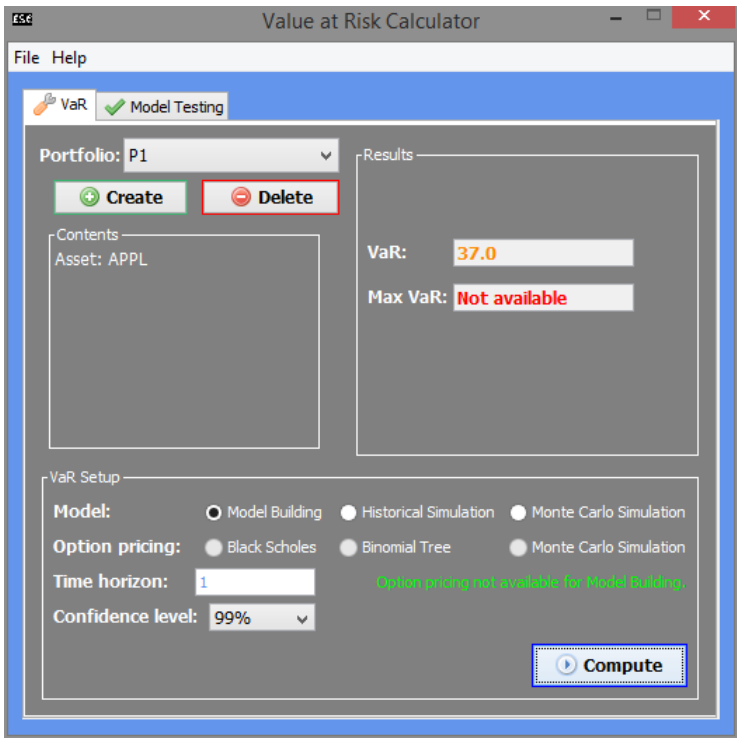 Value at Risk Calculator
File Help
VaR Model Testing
Portfolio: P1
Create Delete
Contents
Asset: APPL
Results
VaR: 37.0
Max VaR: Not available
VaR Setup
Model: Model Building Historical Simulation Monte Carlo Simulation
Option pricing: Black Scholes Binomial Tree Monte Carlo Simulation
Time horizon: 1 Option pricing not available for Model Building.
Confidence level: 99%
Compute